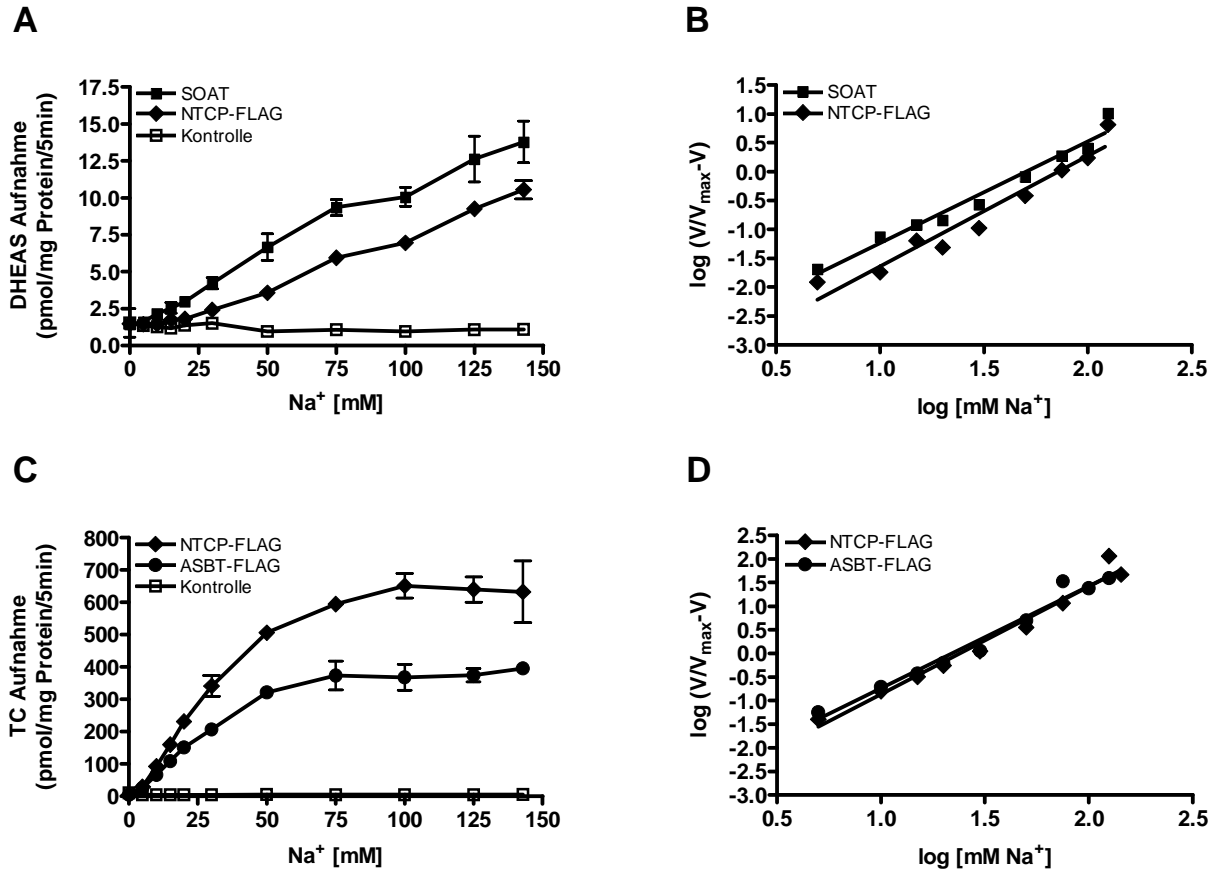 A
DHEAS Aufnahme
(pmol/mg Protein/5min)
17.5
15.0
12.5
10.0
7.5
5.0
2.5
0.0
SOAT
NTCP-FLAG
Kontrolle
0 25 50 75 100 125 150
Na⁺ [mM]
B
log (V/Vmax-V)
2.0
1.5
1.0
0.5
0.0
-0.5
-1.0
-1.5
-2.0
-2.5
-3.0
SOAT
NTCP-FLAG
0.5 1.0 1.5 2.0 2.5
log [mM Na⁺]
C
TC Aufnahme
(pmol/mg Protein/5min)
800
700
600
500
400
300
200
100
0
NTCP-FLAG
ASBT-FLAG
Kontrolle
0 25 50 75 100 125 150
Na⁺ [mM]
D
log (V/Vmax-V)
2.5
2.0
1.5
1.0
0.5
0.0
-0.5
-1.0
-1.5
-2.0
-2.5
-3.0
NTCP-FLAG
ASBT-FLAG
0.5 1.0 1.5 2.0 2.5
log [mM Na⁺]